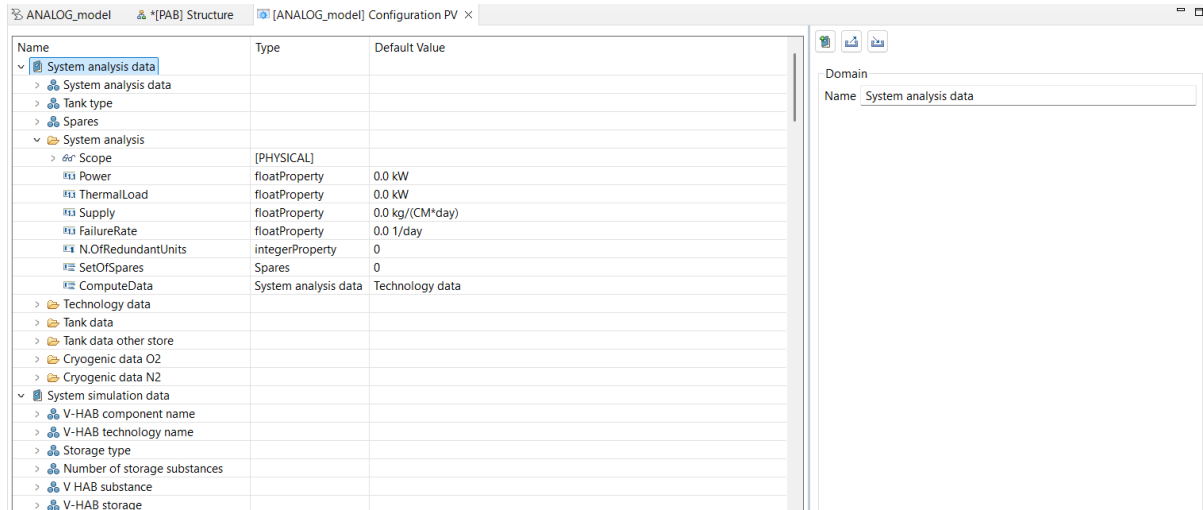 ANALOG_model *[PAB] Structure [ANALOG_model] Configuration PV
Name Type Default Value
System analysis data
System analysis data
Tank type
Spares
System analysis
Scope [PHYSICAL]
Power floatProperty 0.0 kW
ThermalLoad floatProperty 0.0 kW
Supply floatProperty 0.0 kg/(CM*day)
FailureRate floatProperty 0.0 1/day
N.OfRedundantUnits integerProperty 0
SetOfSpares Spares 0
ComputeData System analysis data Technology data
Technology data
Tank data
Tank data other store
Cryogenic data O2
Cryogenic data N2
System simulation data
V-HAB component name
V-HAB technology name
Storage type
Number of storage substances
V HAB substance
V-HAB storage
Domain
Name System analysis data